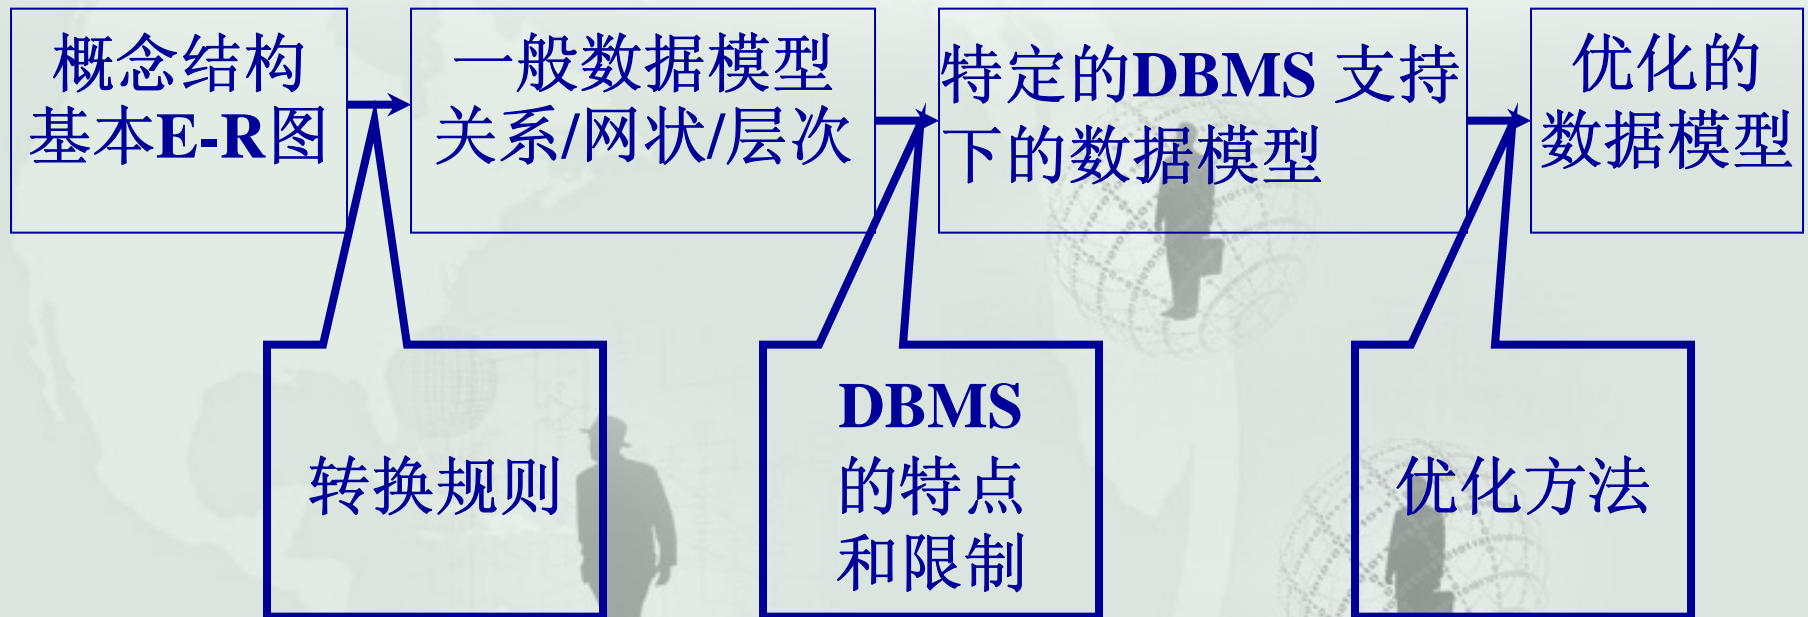 概念结构
基本E-R图
一般数据模型
关系/网状/层次
特定的DBMS 支持
下的数据模型
优化的
数据模型
转换规则
DBMS
的特点
和限制
优化方法